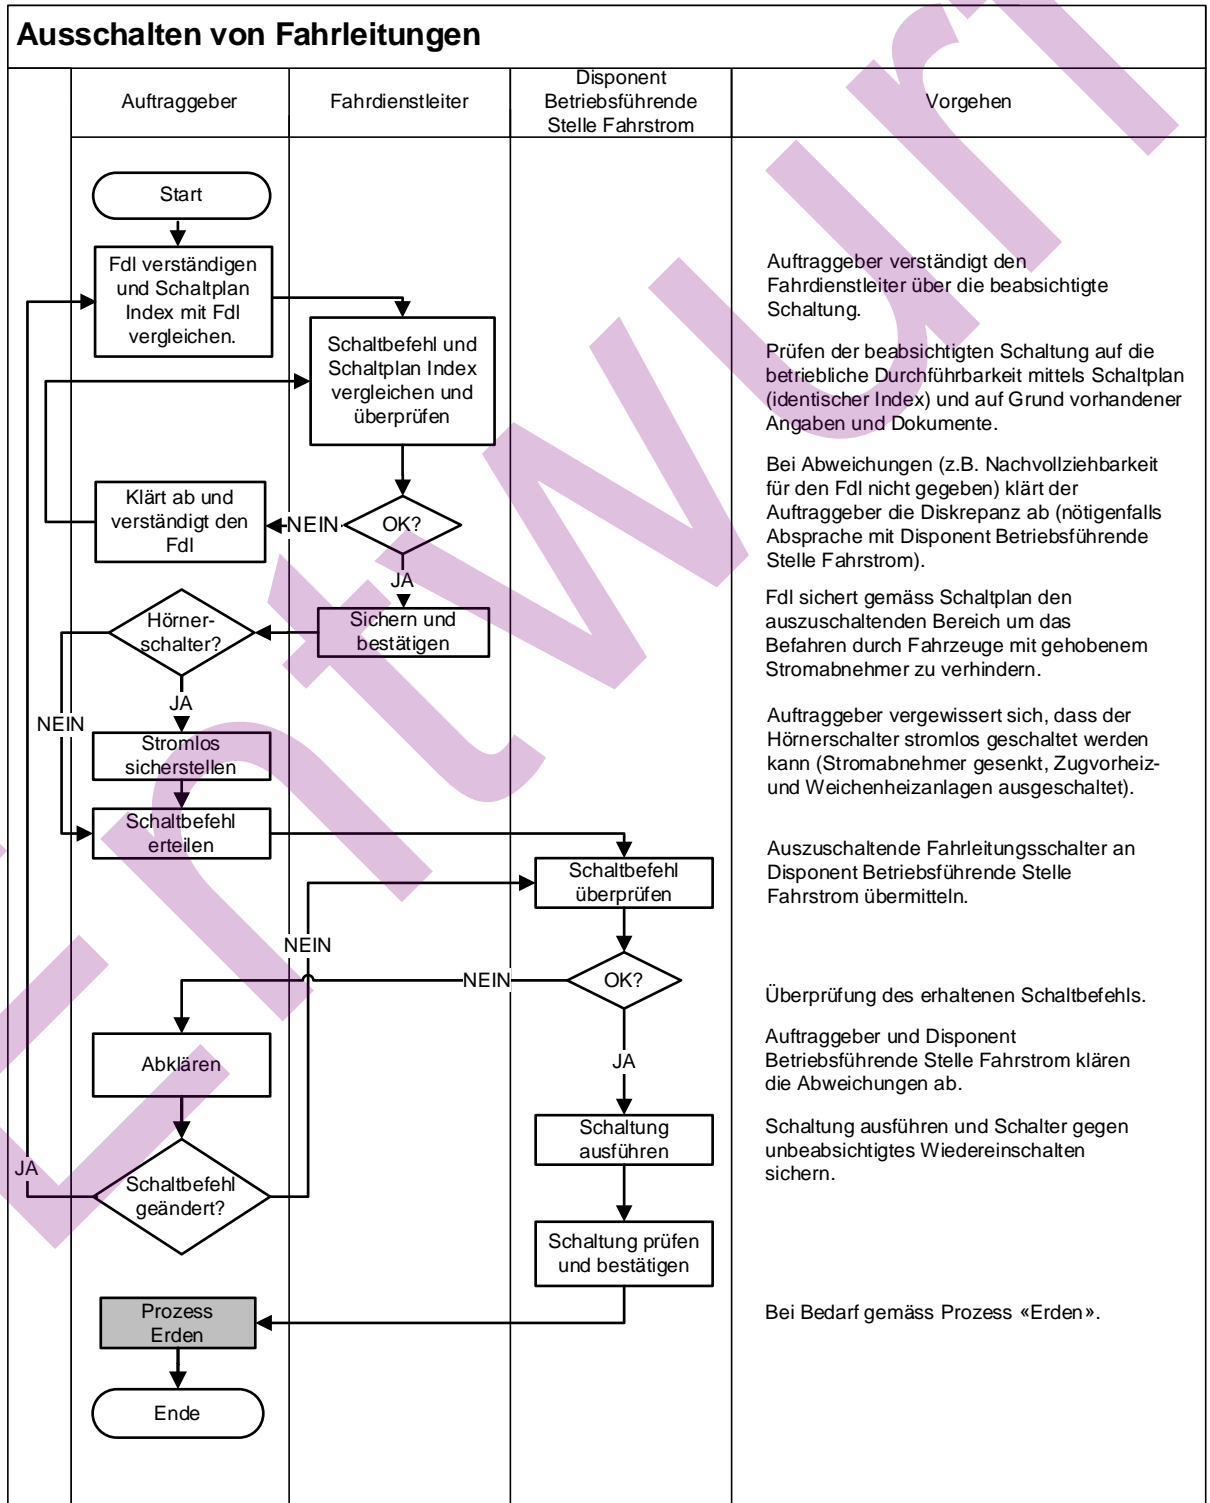 Ausschalten von Fahrleitungen
Auftraggeber
Fahrdienstleiter
Disponent
Betriebsführende
Stelle Fahrstrom
Vorgehen
Start
Fdl verständigen
und Schaltplan
Index mit Fdl
vergleichen.
Auftraggeber verständigt den
Fahrdienstleiter über die beabsichtigte
Schaltung.
Schaltbefehl und
Schaltplan Index
vergleichen und
überprüfen
Prüfen der beabsichtigten Schaltung auf die
betriebliche Durchführbarkeit mittels Schaltplan
(identischer Index) und auf Grund vorhandener
Angaben und Dokumente.
Klärt ab und
verständigt den
Fdl
NEIN
OK?
Bei Abweichungen (z.B. Nachvollziehbarkeit
für den Fdl nicht gegeben) klärt der
Auftraggeber die Diskrepanz ab (nötigenfalls
Absprache mit Disponent Betriebsführende
Stelle Fahrstrom).
JA
Hörner-
schalter?
Sichern und
bestätigen
Fdl sichert gemäss Schaltplan den
auszuschaltenden Bereich um das
Befahren durch Fahrzeuge mit gehobenem
Stromabnehmer zu verhindern.
JA
NEIN
Stromlos
sicherstellen
Auftraggeber vergewissert sich, dass der
Hörnerschalter stromlos geschaltet werden
kann (Stromabnehmer gesenkt, Zugvorheiz-
und Weichenheizanlagen ausgeschaltet).
Schaltbefehl
erteilen
Schaltbefehl
überprüfen
Auszuschaltende Fahrleitungsschalter an
Disponent Betriebsführende Stelle
Fahrstrom übermitteln.
NEIN
NEIN
OK?
Überprüfung des erhaltenen Schaltbefehls.
Abklären
JA
Auftraggeber und Disponent
Betriebsführende Stelle Fahrstrom klären
die Abweichungen ab.
Schaltung
ausführen
Schaltung ausführen und Schalter gegen
unbeabsichtigtes Wiedereinschalten
sichern.
JA
Schaltbefehl
geändert?
Schaltung prüfen
und bestätigen
Prozess
Erden
Bei Bedarf gemäss Prozess «Erden».
Ende
Entwurf